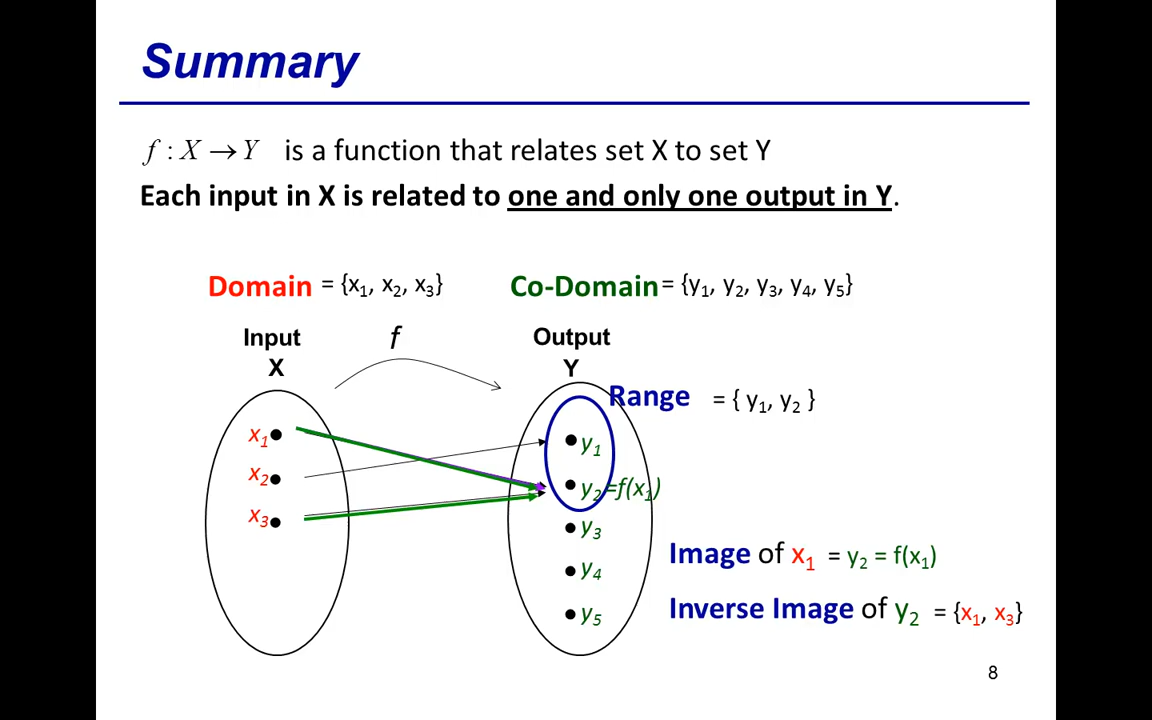 Summary
f : X → Y is a function that relates set X to set Y
Each input in X is related to one and only one output in Y.
Domain = {x₁, x₂, x₃} Co-Domain = {y₁, y₂, y₃, y₄, y₅}
Input f Output
X Y
Range = { y₁, y₂ }
x₁ y₁
x₂ y₂=f(x₁)
x₃ y₃
y₄
y₅
Image of x₁ = y₂ = f(x₁)
Inverse Image of y₂ = {x₁, x₃}
8